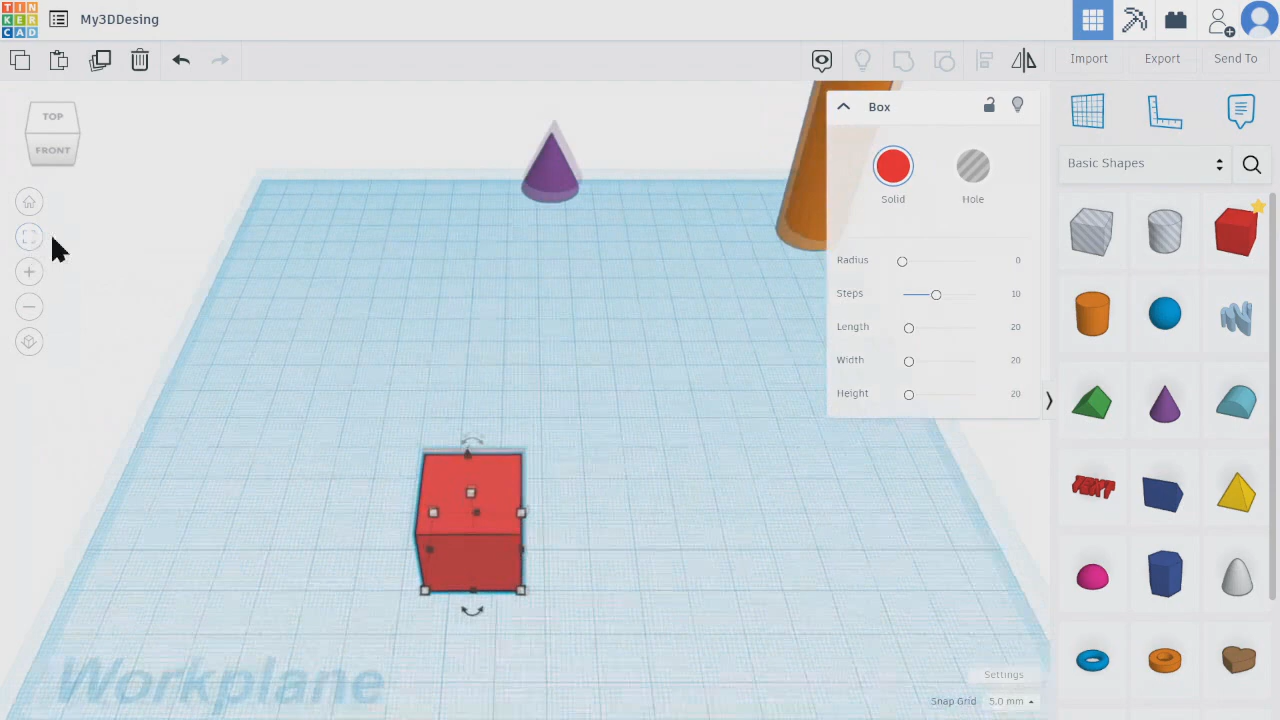 TIN
KER
CAD
My3DDesing
Import
Export
Send To
TOP
FRONT
Box
Solid
Hole
Radius 0
Steps 10
Length 20
Width 20
Height 20
Basic Shapes
TEXT
Workplane
Settings
Snap Grid 5.0 mm